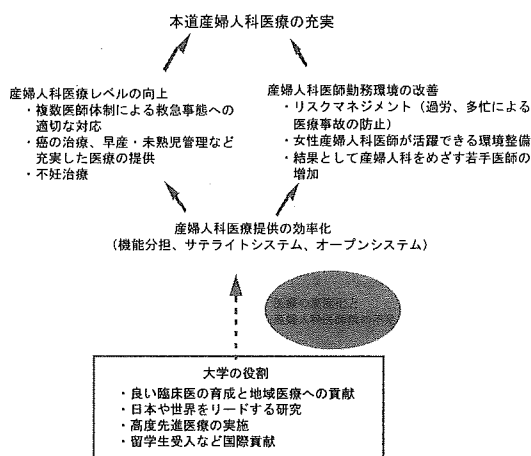 本道産婦人科医療の充実
産婦人科医療レベルの向上
・複数医師体制による救急事態への
適切な対応
・癌の治療、早産・未熟児管理など
充実した医療の提供
・不妊治療
産婦人科医師勤務環境の改善
・リスクマネジメント（過労、多忙による
医療事故の防止）
・女性産婦人科医師が活躍できる環境整備
・結果として産婦人科をめざす若手医師の
増加
産婦人科医療提供の効率化
（機能分担、サテライトシステム、オープンシステム）
大学の役割
・良い臨床医の育成と地域医療への貢献
・日本や世界をリードする研究
・高度先進医療の実施
・留学生受入など国際貢献